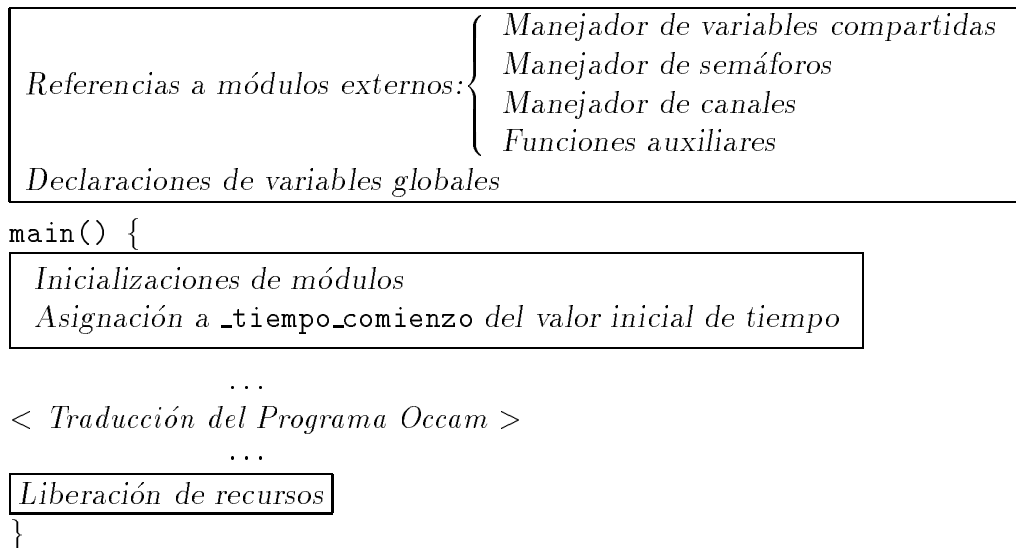 Manejador de variables compartidas
Manejador de semáforos
Referencias a módulos externos:{
Manejador de canales
Funciones auxiliares
Declaraciones de variables globales
main() {
Inicializaciones de módulos
Asignación a _tiempo_comienzo del valor inicial de tiempo
...
< Traducción del Programa Occam >
...
Liberación de recursos
}